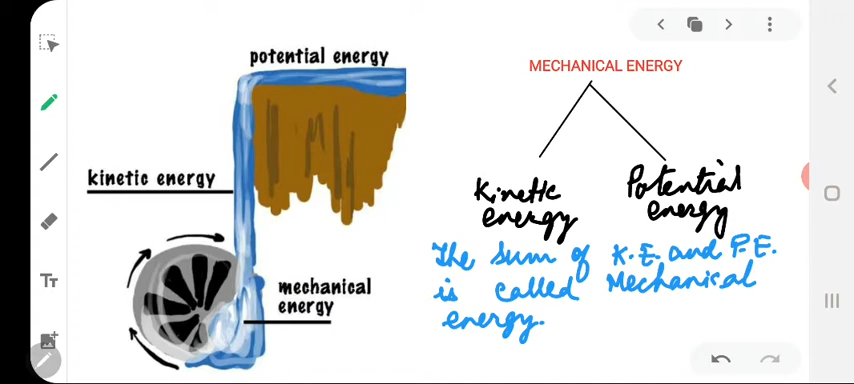 potential energy
kinetic energy
mechanical
energy
MECHANICAL ENERGY
Kinetic
energy
Potential
energy
The sum of K.E. and P.E.
is called Mechanical
energy.
TT